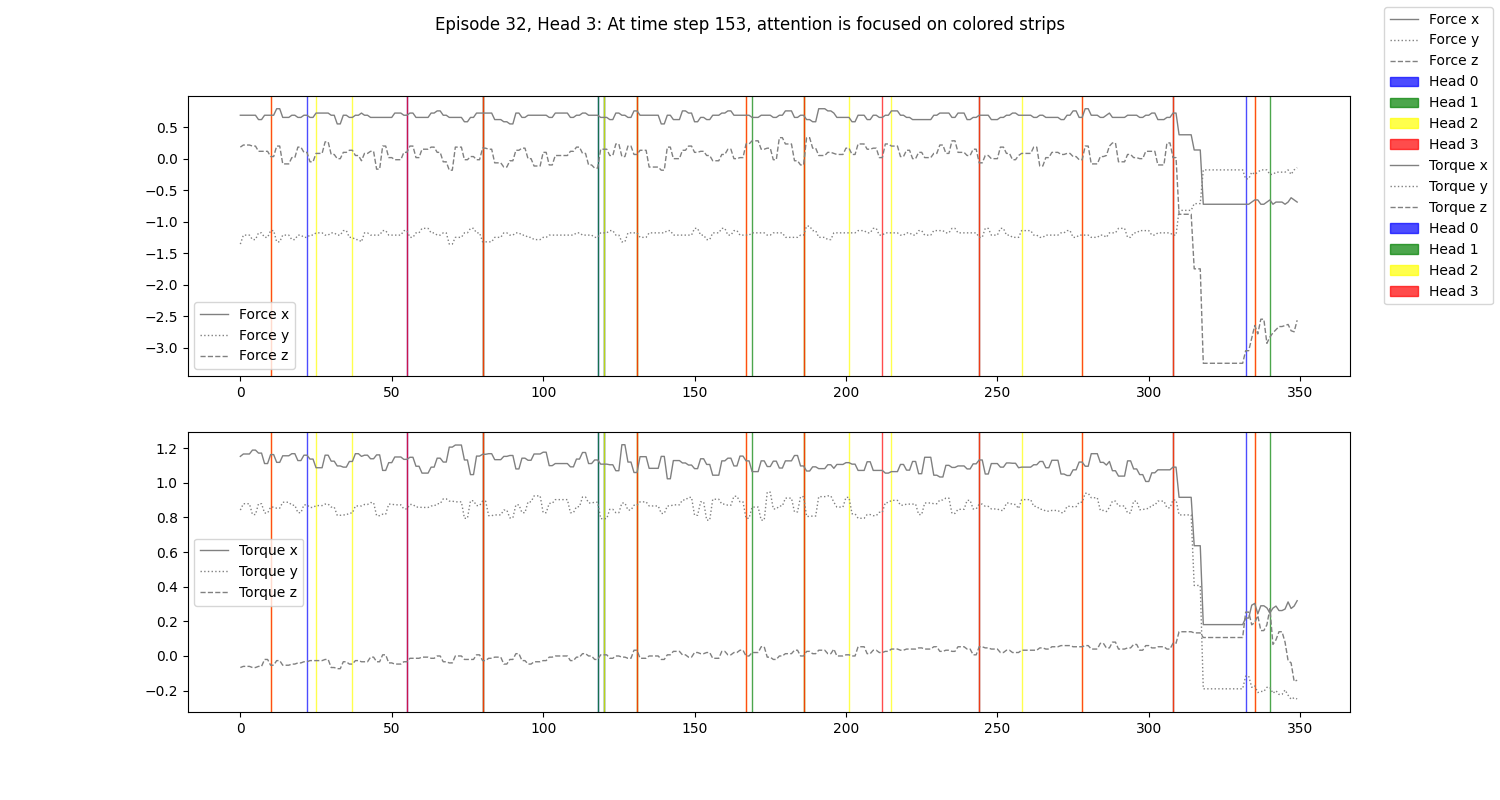 Episode 32, Head 3: At time step 153, attention is focused on colored strips
Force x
Force y
Force z
Head 0
Head 1
Head 2
Head 3
Torque x
Torque y
Torque z
Head 0
Head 1
Head 2
Head 3
0.5
0.0
−0.5
−1.0
−1.5
−2.0
−2.5
−3.0
Force x
Force y
Force z
0 50 100 150 200 250 300 350
1.2
1.0
0.8
0.6
0.4
0.2
0.0
−0.2
Torque x
Torque y
Torque z
0 50 100 150 200 250 300 350